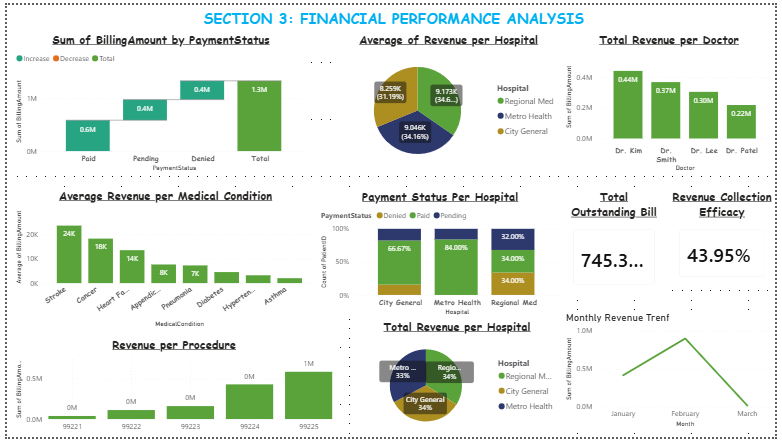 SECTION 3: FINANCIAL PERFORMANCE ANALYSIS
Sum of BillingAmount by PaymentStatus
Increase Decrease Total
Sum of BillingAmount
1M
0M
0.6M
0.4M
0.4M
1.3M
Paid Pending Denied Total
PaymentStatus
Average of Revenue per Hospital
8.259K
(31.19%)
9.173K
(34.6...)
9.046K
(34.16%)
Hospital
Regional Med
Metro Health
City General
Total Revenue per Doctor
Sum of BillingAmount
0.4M
0.2M
0.0M
0.44M
0.37M
0.30M
0.22M
Dr. Kim Dr. Smith Dr. Lee Dr. Patel
Doctor
Average Revenue per Medical Condition
Average of BillingAmount
20K
10K
0K
24K
18K
14K
8K
7K
Stroke Cancer Heart Fa... Appendic... Pneumonia Diabetes Hyperten... Asthma
MedicalCondition
Payment Status Per Hospital
PaymentStatus Denied Paid Pending
Count of PatientID
100%
50%
0%
66.67%
84.00%
32.00%
34.00%
34.00%
City General Metro Health Regional Med
Hospital
Total
Outstanding Bill
745.3...
Revenue Collection
Efficacy
43.95%
Revenue per Procedure
Sum of BillingAmo...
0.5M
0.0M
0M
0M
0M
0M
1M
99221 99222 99223 99224 99225
Total Revenue per Hospital
Metro ...
33%
Regio...
34%
City General
34%
Hospital
Regional M...
City General
Metro Health
Monthly Revenue Trenf
Sum of BillingAmount
1.0M
0.5M
0.0M
January February March
Month